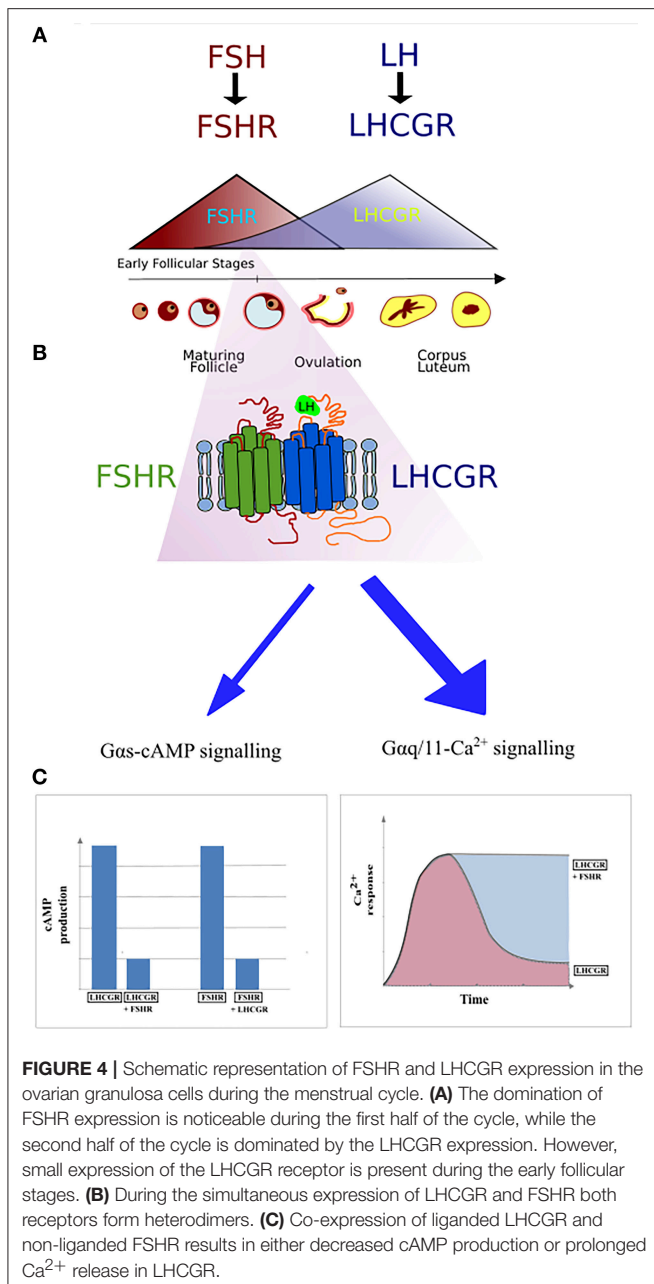 A
FSH LH
FSHR LHCGR
FSHR LHCGR
Early Follicular Stages
Maturing Follicle
Ovulation
Corpus Luteum
B
LH
FSHR LHCGR
Gαs-cAMP signalling
Gαq/11-Ca²⁺ signalling
C
cAMP production
LHCGR
LHCGR + FSHR
FSHR
FSHR + LHCGR
Ca²⁺ response
LHCGR + FSHR
LHCGR
Time
FIGURE 4 | Schematic representation of FSHR and LHCGR expression in the
ovarian granulosa cells during the menstrual cycle. (A) The domination of
FSHR expression is noticeable during the first half of the cycle, while the
second half of the cycle is dominated by the LHCGR expression. However,
small expression of the LHCGR receptor is present during the early follicular
stages. (B) During the simultaneous expression of LHCGR and FSHR both
receptors form heterodimers. (C) Co-expression of liganded LHCGR and
non-liganded FSHR results in either decreased cAMP production or prolonged
Ca²⁺ release in LHCGR.